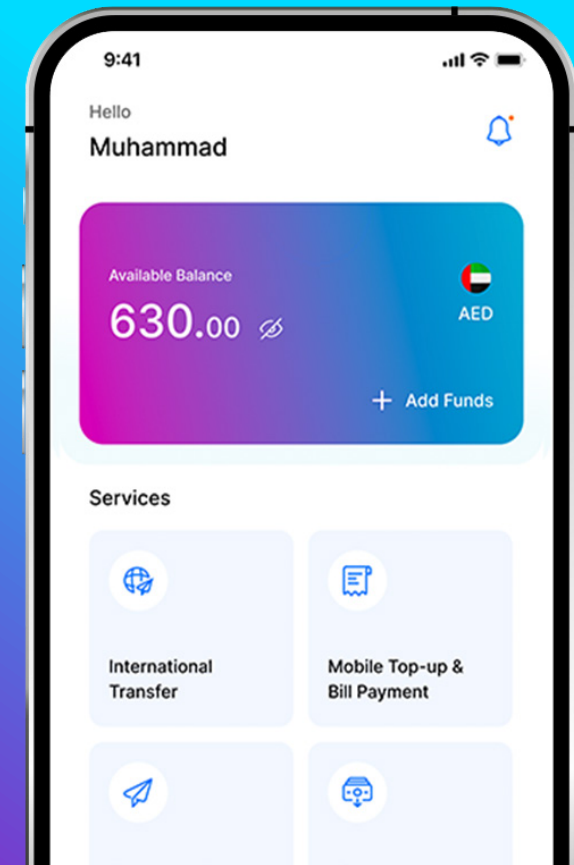 9:41
Hello
Muhammad
Available Balance
630.00
AED
+ Add Funds
Services
International
Transfer
Mobile Top-up &
Bill Payment